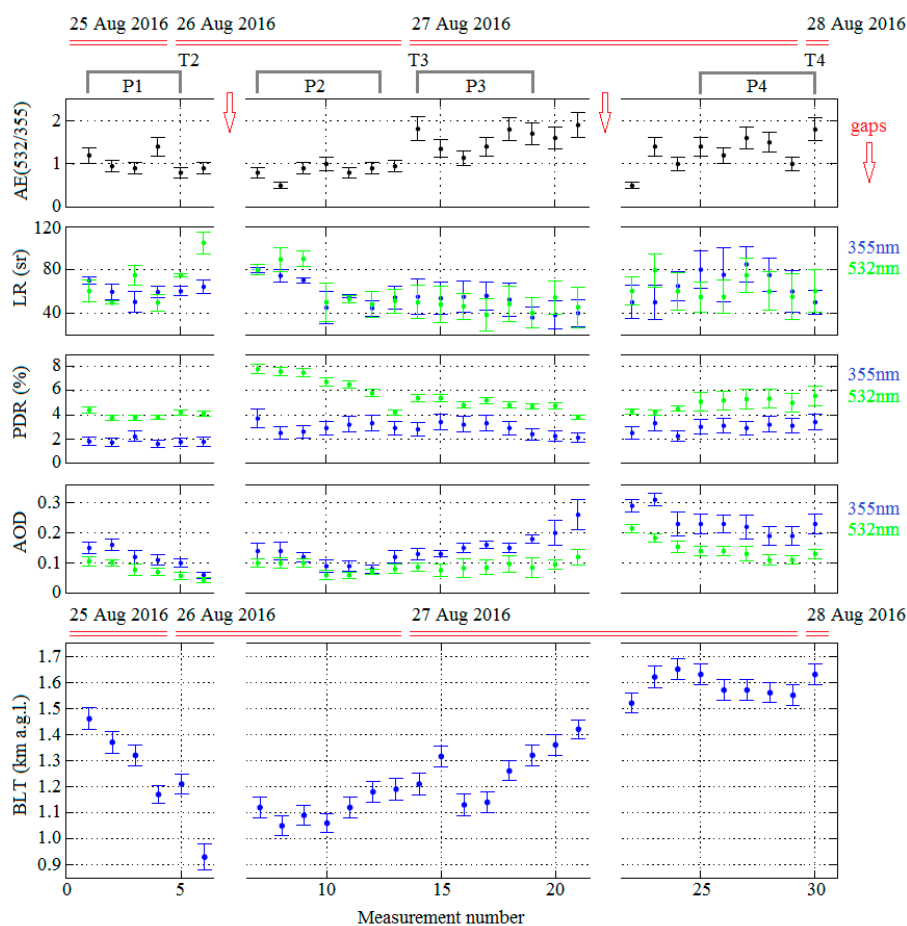 25 Aug 2016 26 Aug 2016 27 Aug 2016 28 Aug 2016
T2 T3 T4
P1 P2 P3 P4
AE(532/355)
2
1
0
gaps
LR (sr)
120
80
40
355nm
532nm
PDR (%)
8
6
4
2
0
355nm
532nm
AOD
0.3
0.2
0.1
0
355nm
532nm
25 Aug 2016 26 Aug 2016 27 Aug 2016 28 Aug 2016
BLT (km a.g.l.)
1.7
1.6
1.5
1.4
1.3
1.2
1.1
1.0
0.9
0 5 10 15 20 25 30
Measurement number